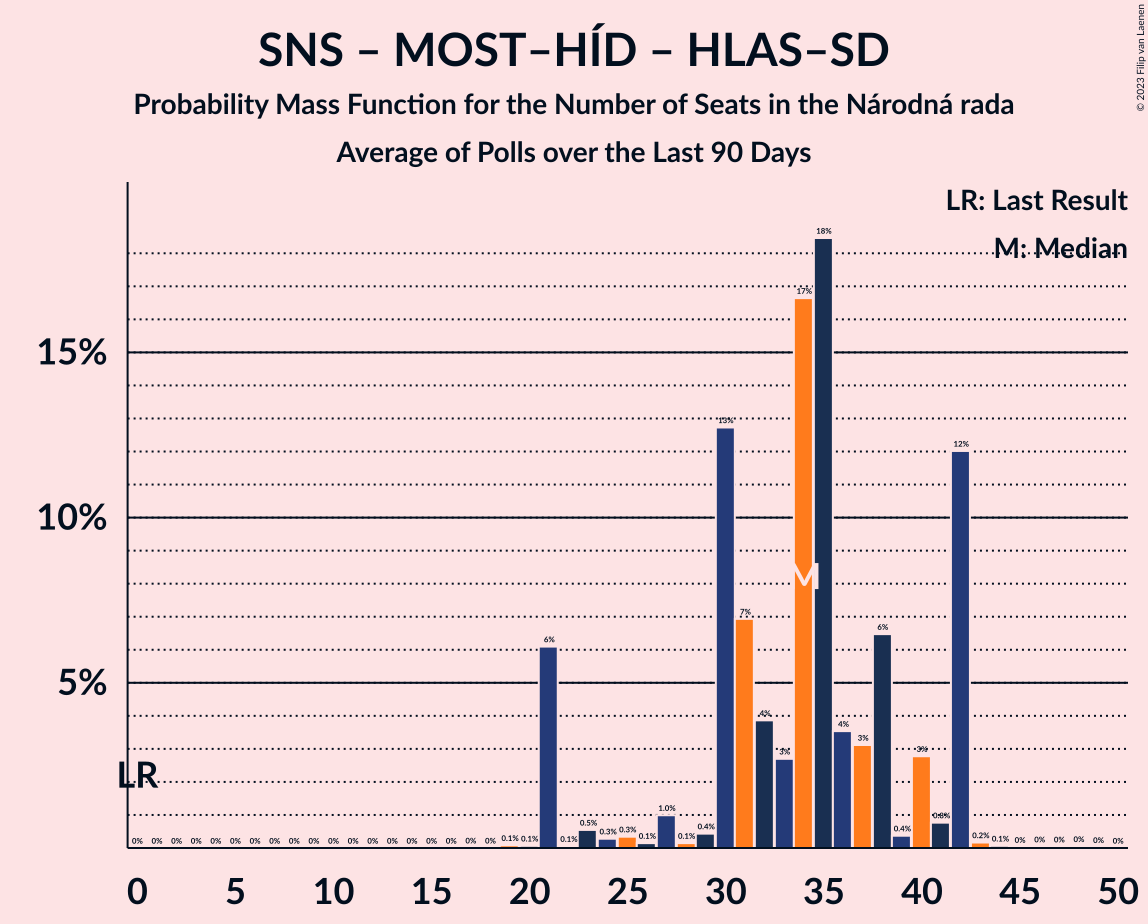 SNS – MOST–HÍD – HLAS–SD
Probability Mass Function for the Number of Seats in the Národná rada
Average of Polls over the Last 90 Days
© 2023 Filip van Laenen
LR: Last Result
M: Median
15%
10%
5%
LR
M
0% 0% 0% 0% 0% 0% 0% 0% 0% 0% 0% 0% 0% 0% 0% 0% 0% 0% 0% 0.1% 0.1% 6% 0.1% 0.5% 0.3% 0.3% 0.1% 1.0% 0.1% 0.4% 13% 7% 4% 3% 17% 18% 4% 3% 6% 0.4% 3% 0.8% 12% 0.2% 0.1% 0% 0% 0% 0% 0% 0%
0 5 10 15 20 25 30 35 40 45 50